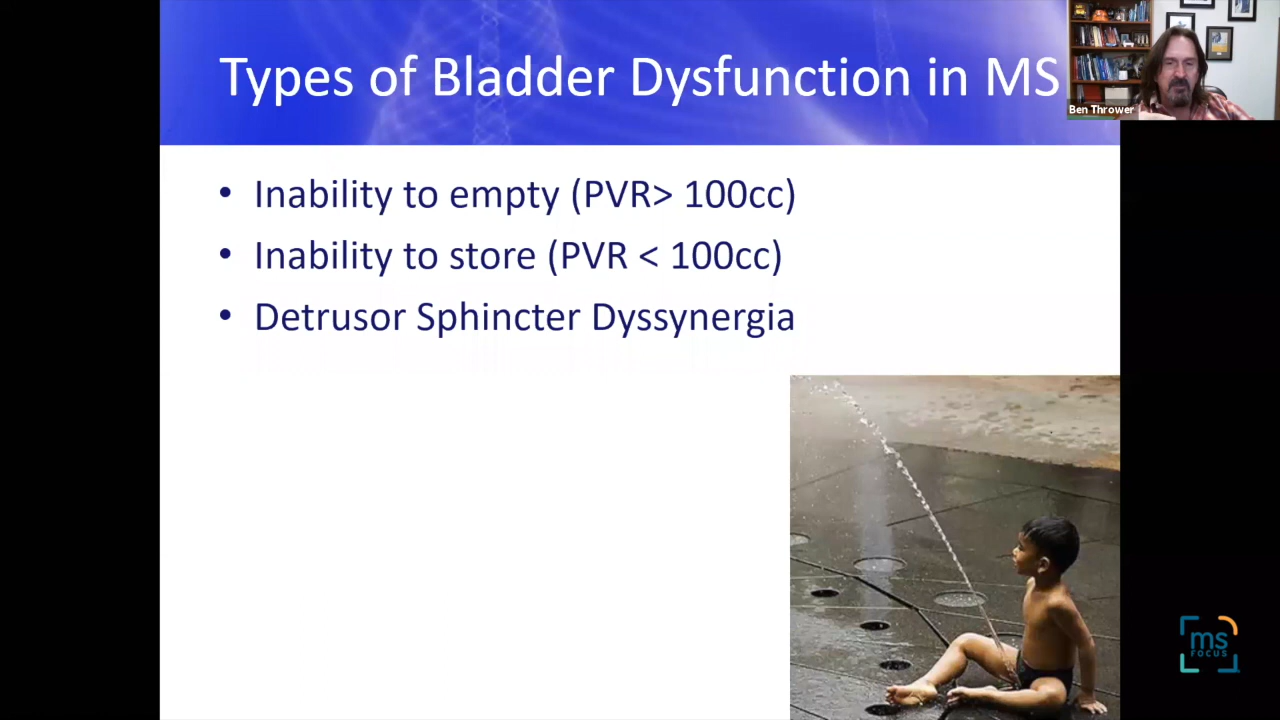 Types of Bladder Dysfunction in MS
Ben Thrower
• Inability to empty (PVR> 100cc)
• Inability to store (PVR < 100cc)
• Detrusor Sphincter Dyssynergia
ms
FOCUS